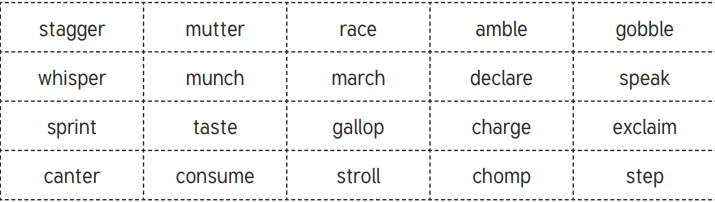 stagger mutter race amble gobble
whisper munch march declare speak
sprint taste gallop charge exclaim
canter consume stroll chomp step